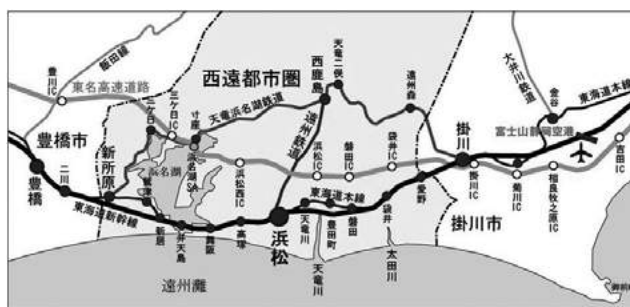 飯田線
豊川IC
東名高速道路
豊橋市
豊橋
二川
新所原
三ケ日
三ケ日IC
寸座
浜名湖SA
浜名湖
鷲津
新居
弁天島
舞阪
高塚
東海道新幹線
西遠都市圏
天竜浜名湖鉄道
西鹿島
天竜二俣
遠州森
遠州鉄道
浜松西IC
浜松IC
磐田IC
袋井IC
浜松
天竜川
豊田町
磐田
東海道本線
袋井
愛野
天竜川
太田川
掛川
掛川IC
掛川市
菊川IC
相良牧之原IC
吉田IC
富士山静岡空港
金谷
大井川鉄道
東海道本線
遠州灘